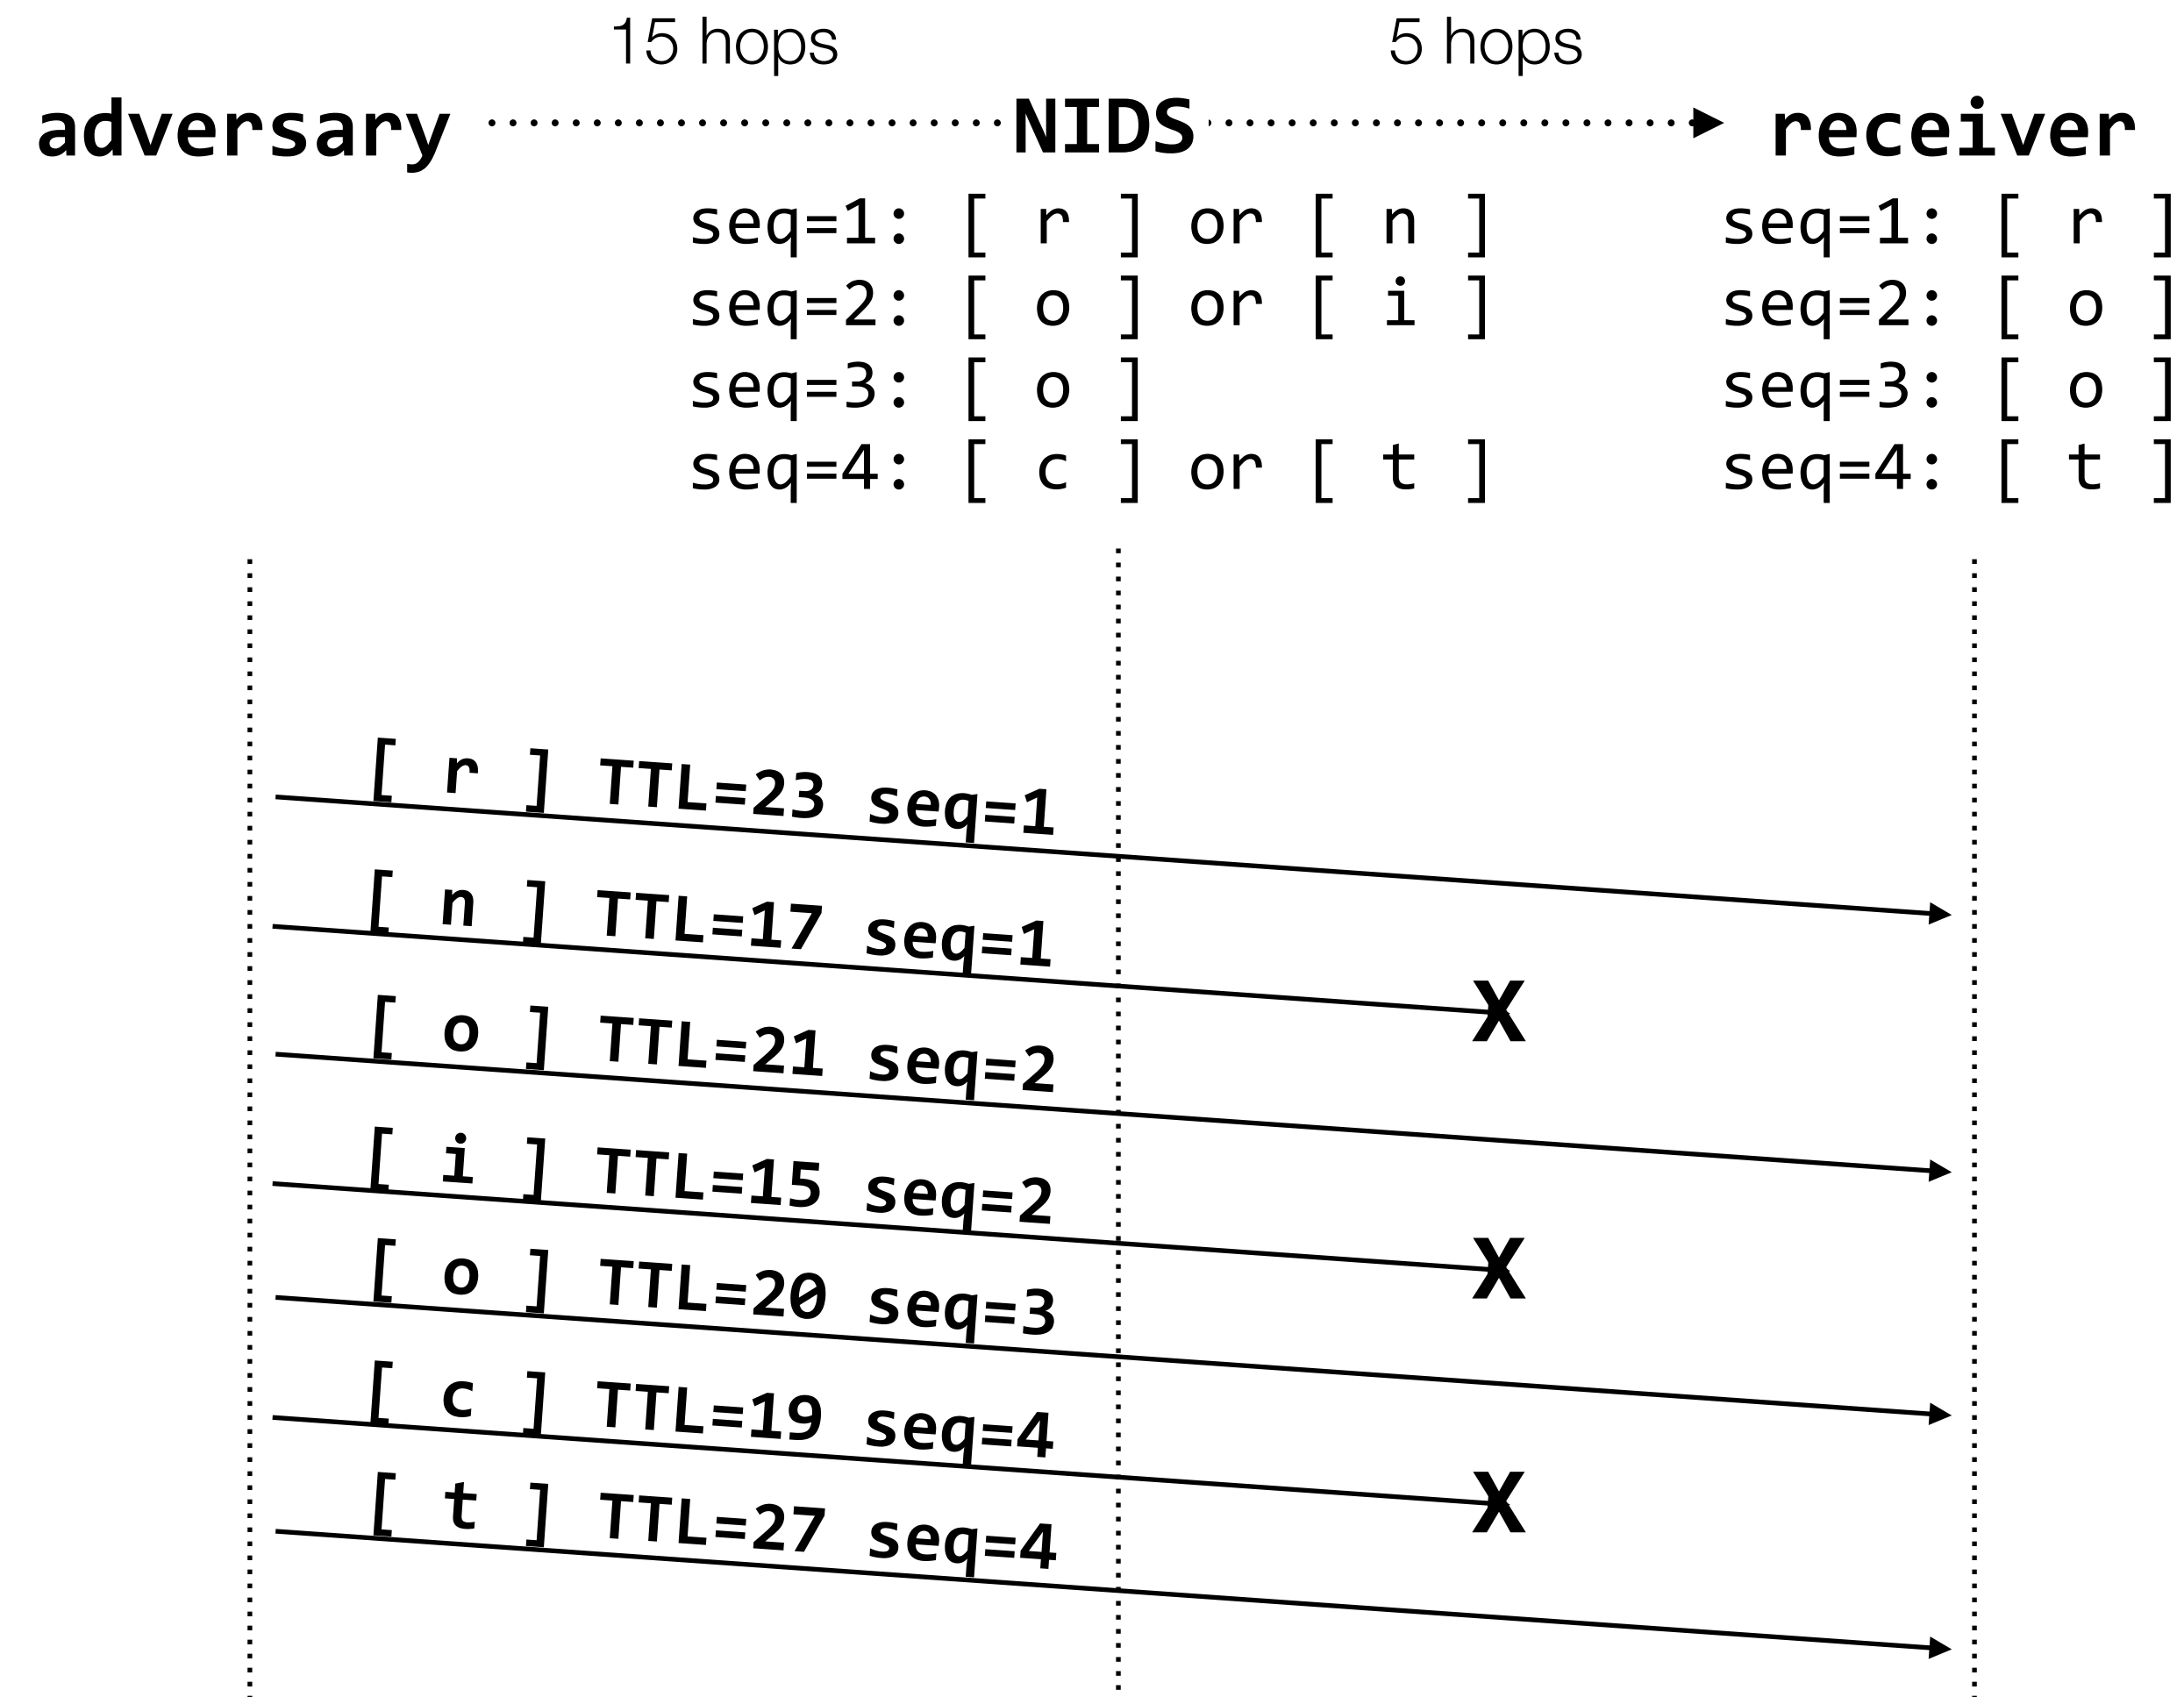 15 hops 5 hops
adversary NIDS receiver
seq=1: [ r ] or [ n ] seq=1: [ r ]
seq=2: [ o ] or [ i ] seq=2: [ o ]
seq=3: [ o ] seq=3: [ o ]
seq=4: [ c ] or [ t ] seq=4: [ t ]
[ r ] TTL=23 seq=1
[ n ] TTL=17 seq=1
X
[ o ] TTL=21 seq=2
[ i ] TTL=15 seq=2
X
[ o ] TTL=20 seq=3
[ c ] TTL=19 seq=4
X
[ t ] TTL=27 seq=4